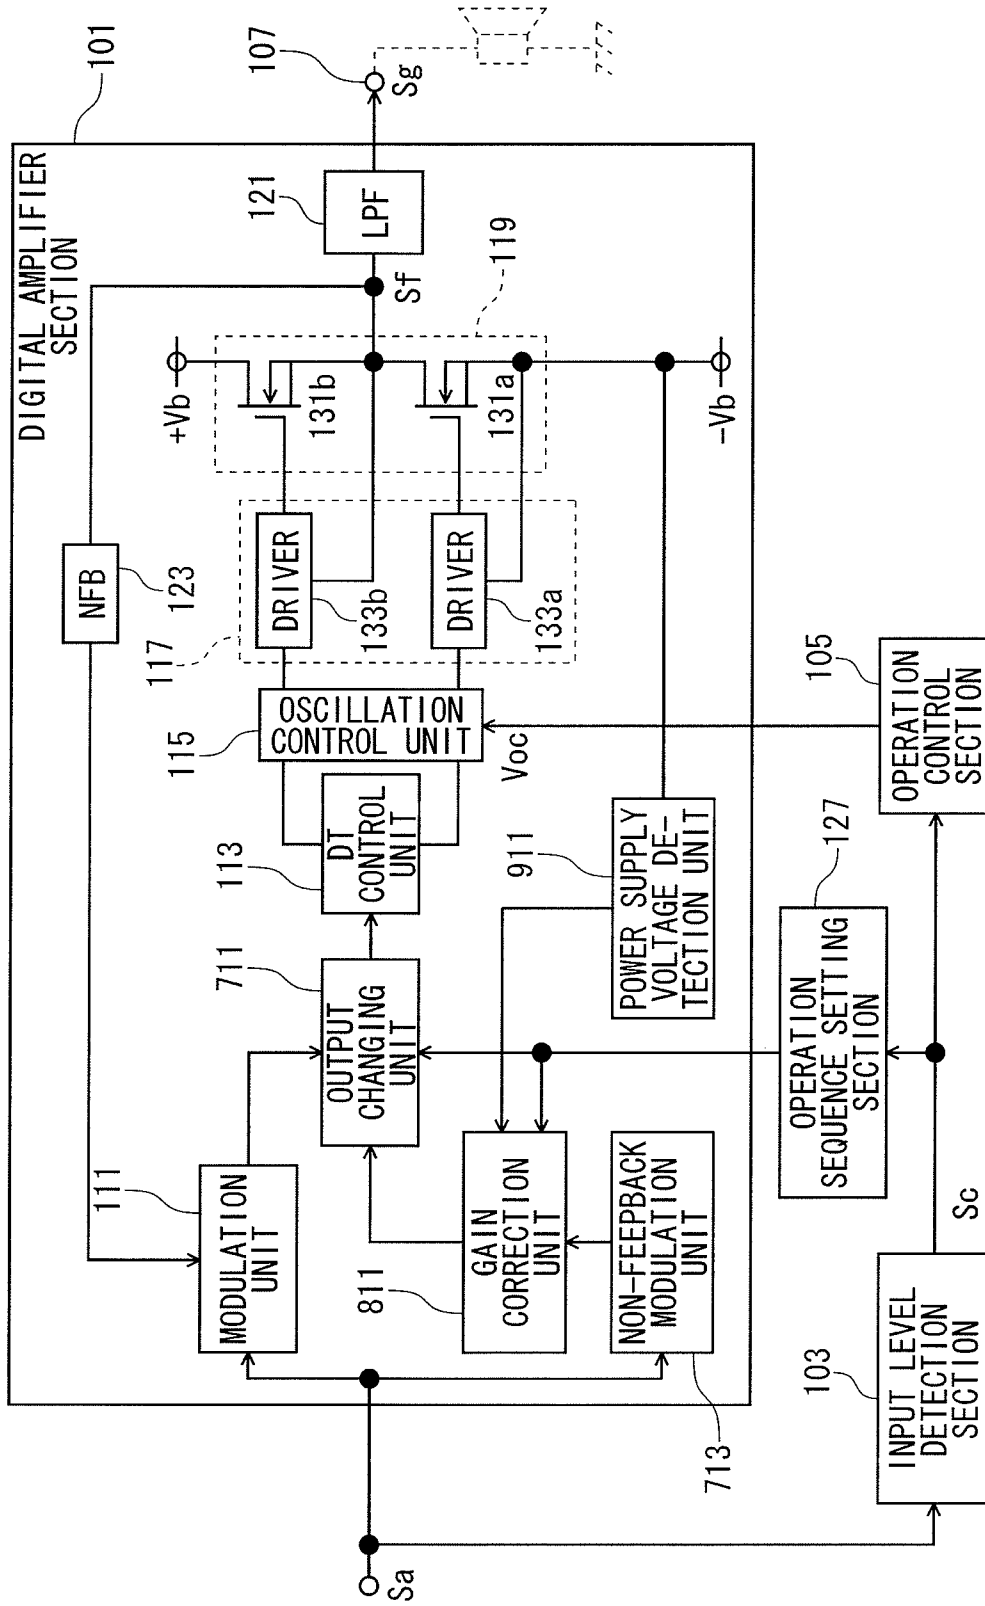 DIGITAL AMPLIFIER
SECTION
101
NFB
123
+Vb
111
MODULATION
UNIT
711
OUTPUT
CHANGING
UNIT
113
DT
CONTROL
UNIT
115
OSCILLATION
CONTROL UNIT
117
DRIVER
133b
DRIVER
133a
131b
131a
119
Sf
LPF
121
107
Sg
-Vb
Voc
811
GAIN
CORRECTION
UNIT
NON-FEEPBACK
MODULATION
UNIT
713
911
POWER SUPPLY
VOLTAGE DE-
TECTION UNIT
Sa
103
INPUT LEVEL
DETECTION
SECTION
Sc
127
OPERATION
SEQUENCE SETTING
SECTION
105
OPERATION
CONTROL
SECTION